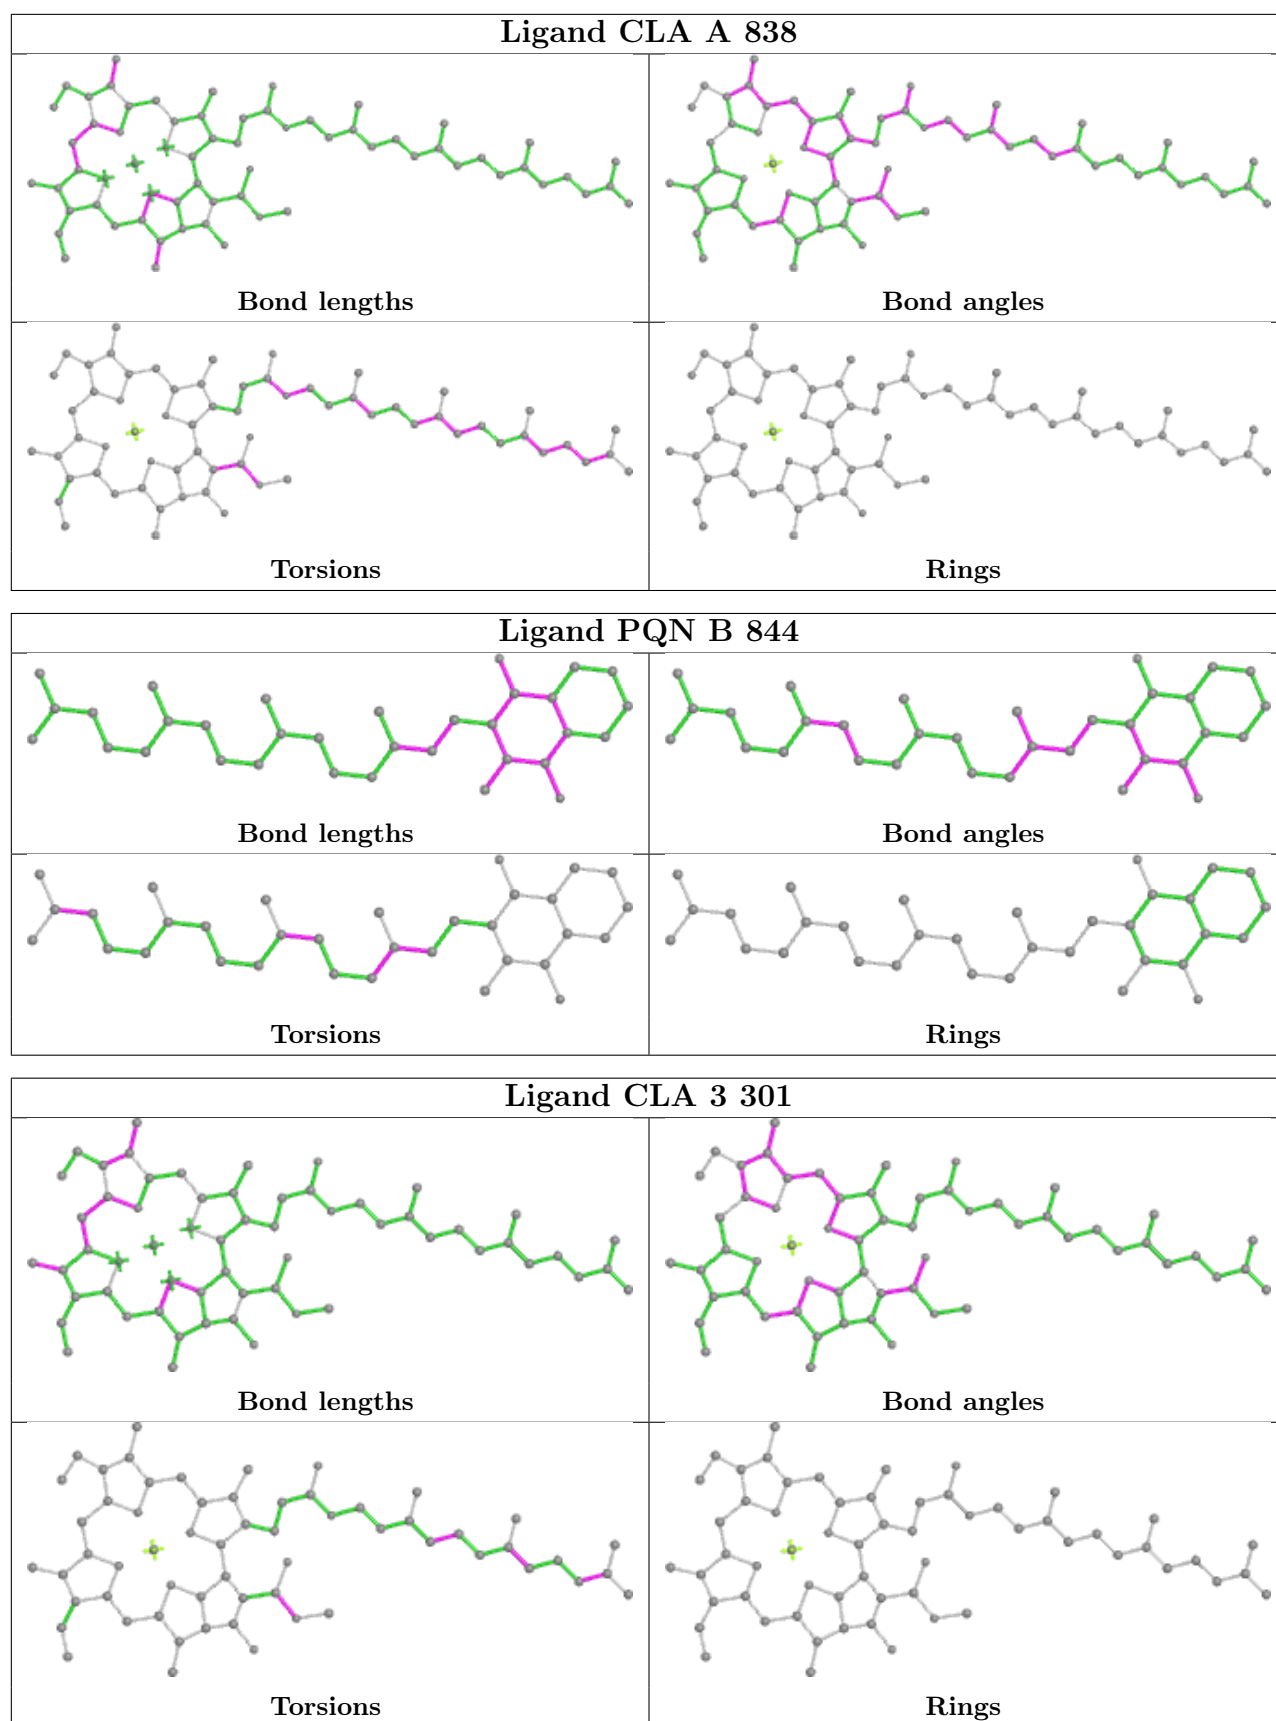 Ligand CLA A 838
Bond lengths
Bond angles
Torsions
Rings
Ligand PQN B 844
Bond lengths
Bond angles
Torsions
Rings
Ligand CLA 3 301
Bond lengths
Bond angles
Torsions
Rings